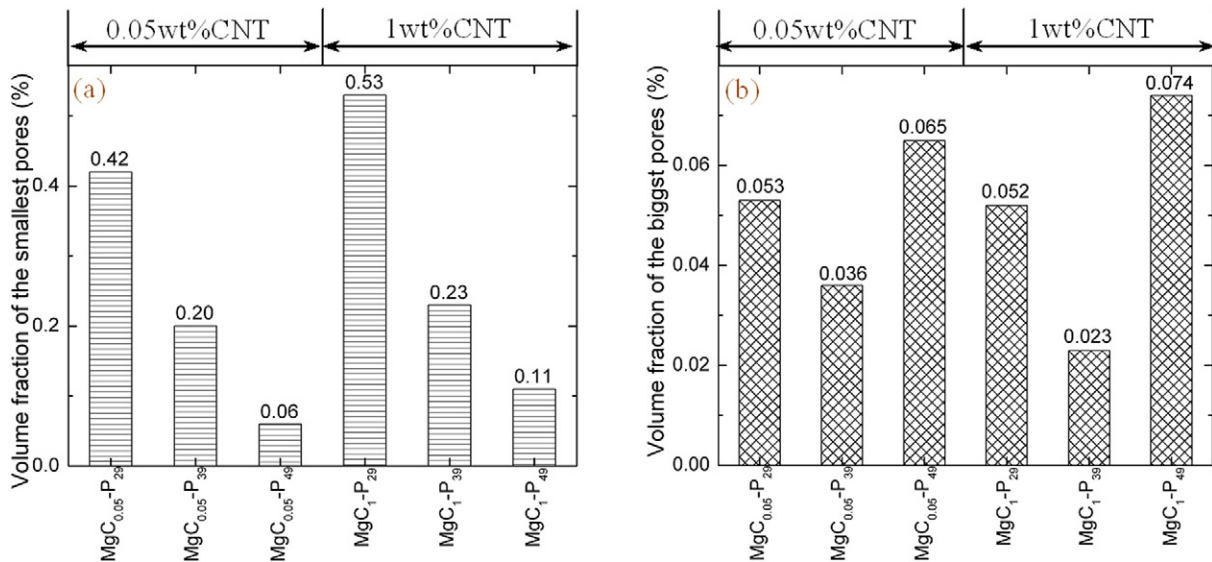 0.05wt%CNT 1wt%CNT
(a)
Volume fraction of the smallest pores (%)
0.4
0.2
0.0
0.42
0.20
0.06
0.53
0.23
0.11
MgC0.05-P29
MgC0.05-P39
MgC0.05-P49
MgC1-P29
MgC1-P39
MgC1-P49
0.05wt%CNT 1wt%CNT
(b)
Volume fraction of the biggst pores (%)
0.06
0.04
0.02
0.00
0.053
0.036
0.065
0.052
0.023
0.074
MgC0.05-P29
MgC0.05-P39
MgC0.05-P49
MgC1-P29
MgC1-P39
MgC1-P49